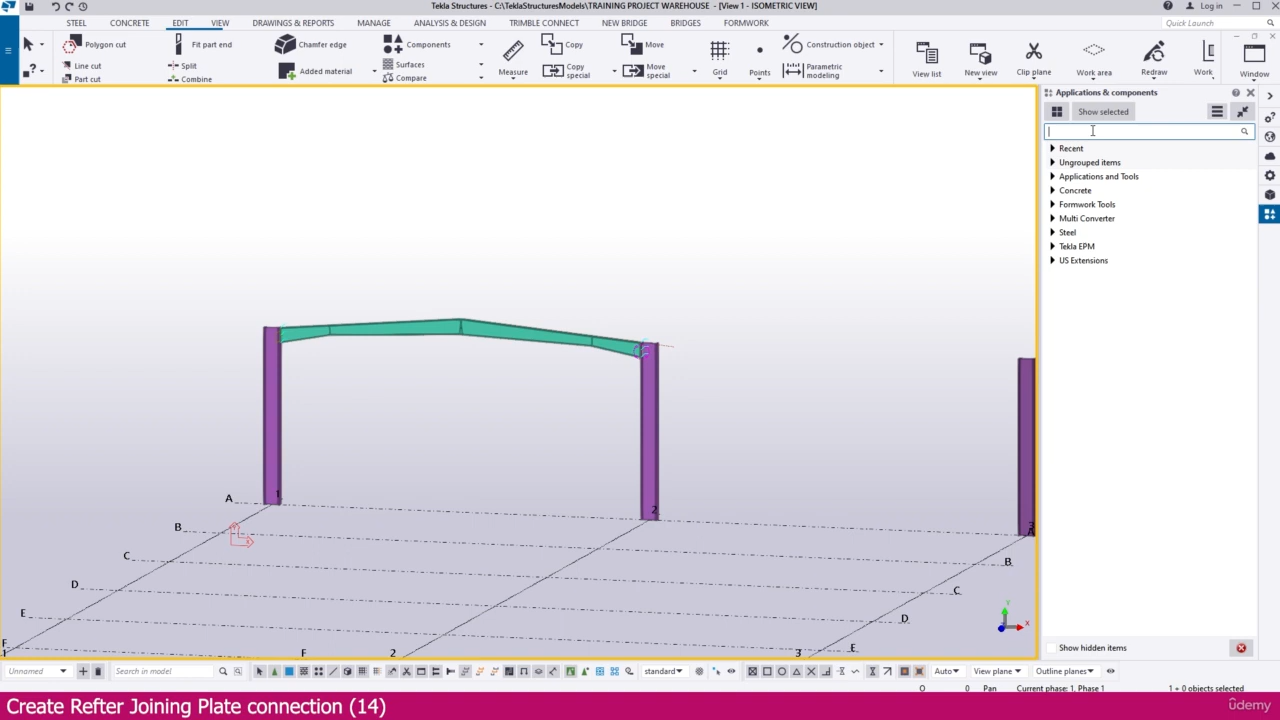 Tekla Structures - C:\TeklaStructuresModels\TRAINING PROJECT WAREHOUSE - [View 1 - ISOMETRIC VIEW]
Log in
STEEL CONCRETE EDIT VIEW DRAWINGS & REPORTS MANAGE ANALYSIS & DESIGN TRIMBLE CONNECT NEW BRIDGE BRIDGES FORMWORK
Quick Launch
Polygon cut
Line cut
Part cut
Fit part end
Split
Combine
Chamfer edge
Added material
Components
Surfaces
Compare
Measure
Copy
Copy special
Move
Move special
Grid
Points
Construction object
Parametric modeling
View list
New view
Clip plane
Work area
Redraw
Work
Window
Applications & components
Show selected
Recent
Ungrouped items
Applications and Tools
Concrete
Formwork Tools
Multi Converter
Steel
Tekla EPM
US Extensions
A
1
2
3
A
B
B
C
C
D
D
E
E
F
1
F
2
3
Y
X
Show hidden items
Unnamed
Search in model
standard
Auto
View plane
Outline planes
O 0 Pan Current phase: 1, Phase 1 1 + 0 objects selected
Create Refter Joining Plate connection (14)
ûdemy